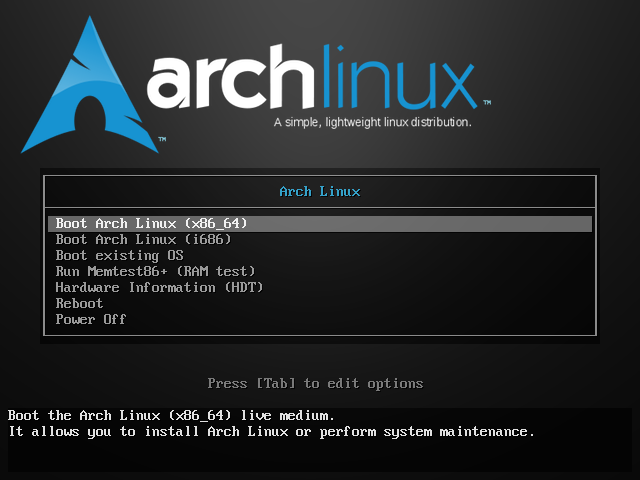 archlinux™
A simple, lightweight linux distribution.
™
Arch Linux
Boot Arch Linux (x86_64)
Boot Arch Linux (i686)
Boot existing OS
Run Memtest86+ (RAM test)
Hardware Information (HDT)
Reboot
Power Off
Press [Tab] to edit options
Boot the Arch Linux (x86_64) live medium.
It allows you to install Arch Linux or perform system maintenance.